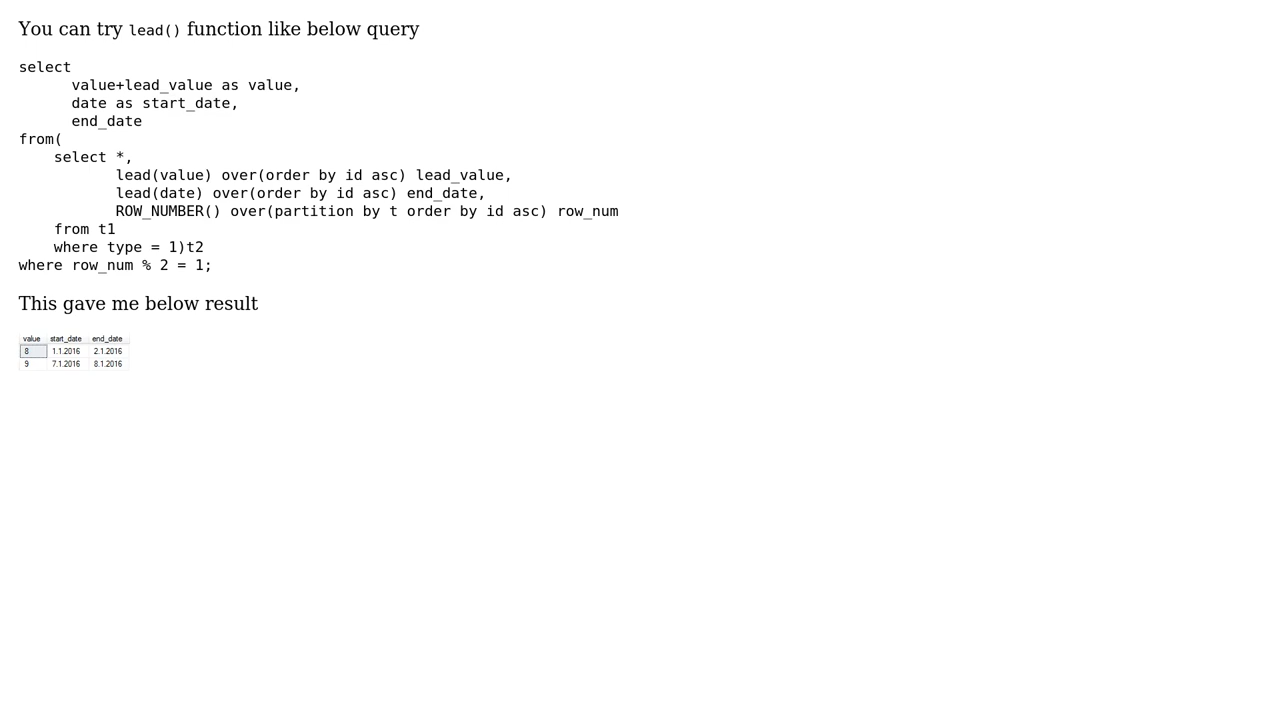 You can try lead() function like below query
select
      value+lead_value as value,
      date as start_date,
      end_date
from(
    select *,
           lead(value) over(order by id asc) lead_value,
           lead(date) over(order by id asc) end_date,
           ROW_NUMBER() over(partition by t order by id asc) row_num
    from t1
    where type = 1)t2
where row_num % 2 = 1;
This gave me below result
value start_date end_date
8 1.1.2016 2.1.2016
9 7.1.2016 8.1.2016